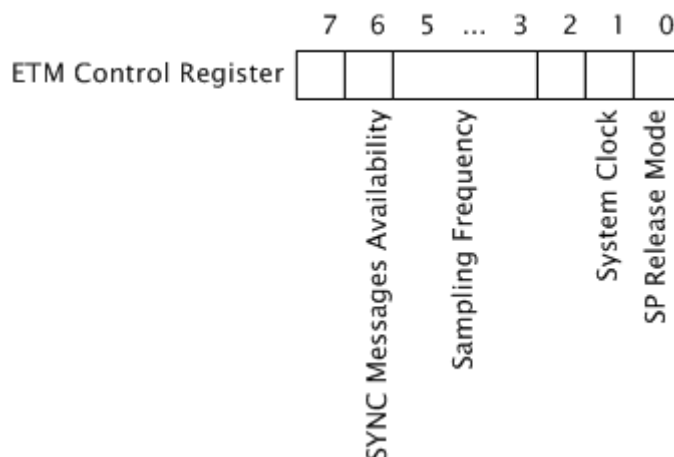 7 6 5 ... 3 2 1 0
ETM Control Register
SYNC Messages Availability
Sampling Frequency
System Clock
SP Release Mode